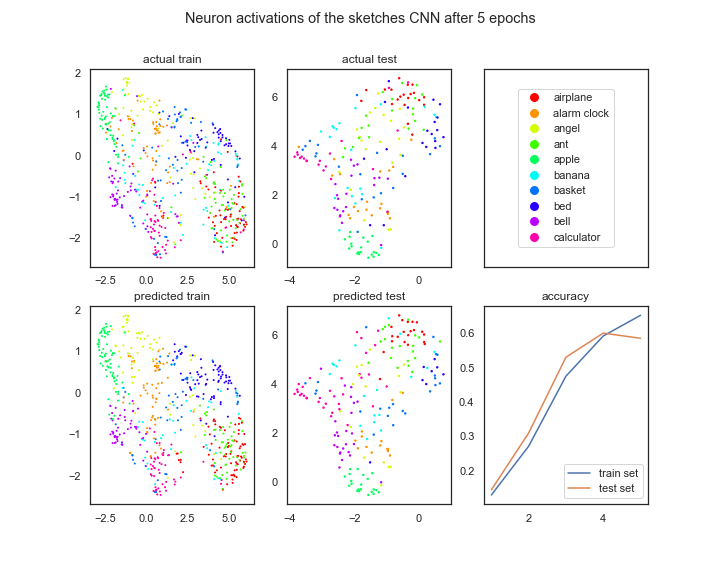 Neuron activations of the sketches CNN after 5 epochs
actual train
actual test
2
1
0
−1
−2
−2.5 0.0 2.5 5.0
6
4
2
0
−4 −2 0
airplane
alarm clock
angel
ant
apple
banana
basket
bed
bell
calculator
predicted train
predicted test
accuracy
2
1
0
−1
−2
−2.5 0.0 2.5 5.0
6
4
2
0
−4 −2 0
0.6
0.5
0.4
0.3
0.2
train set
test set
2 4